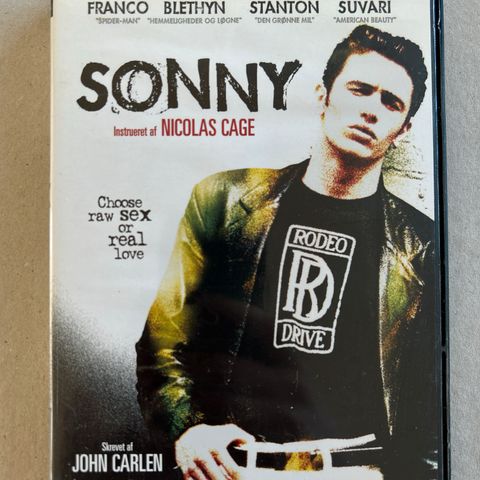 FRANCO BLETHYN STANTON SUVARI
"SPIDER-MAN" "HEMMELIGHEDER OG LØGNE" "DEN GRØNNE MIL" "AMERICAN BEAUTY"
SONNY
Instrueret af NICOLAS CAGE
Choose
raw sex
or
real
love
RODEO
RD
DRIVE
Skrevet af
JOHN CARLEN